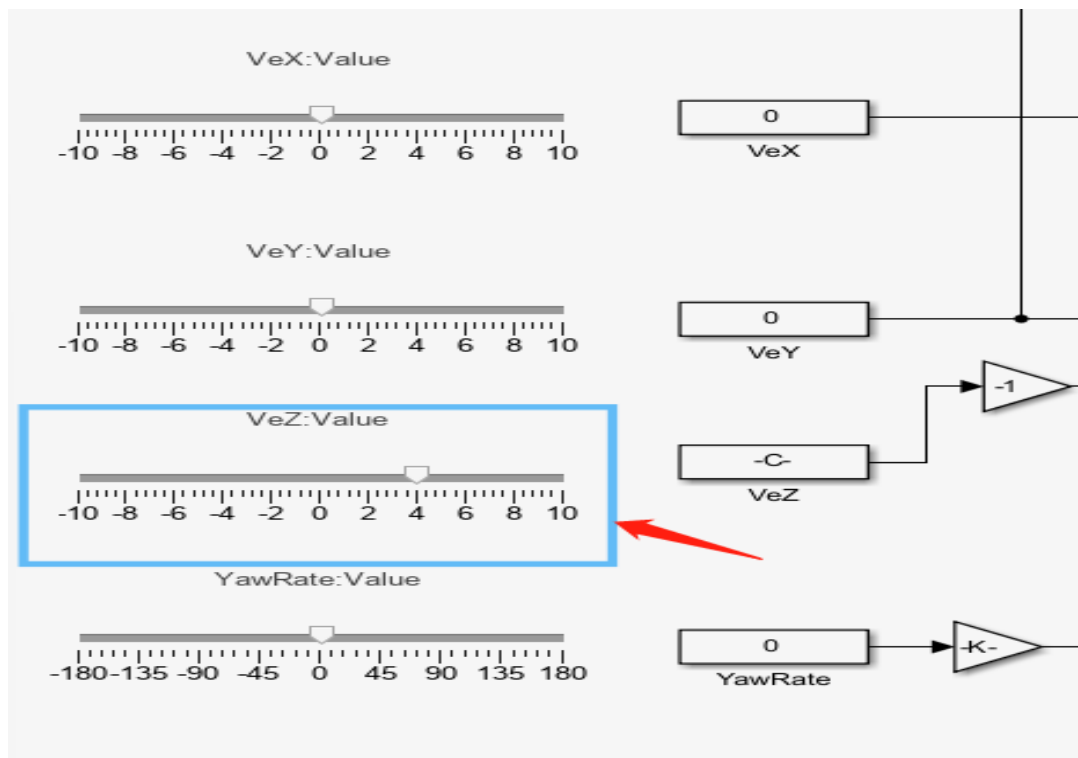 VeX:Value
-10 -8 -6 -4 -2 0 2 4 6 8 10
0
VeX
VeY:Value
-10 -8 -6 -4 -2 0 2 4 6 8 10
0
VeY
-1
VeZ:Value
-10 -8 -6 -4 -2 0 2 4 6 8 10
-C-
VeZ
YawRate:Value
-180 -135 -90 -45 0 45 90 135 180
0
YawRate
-K-